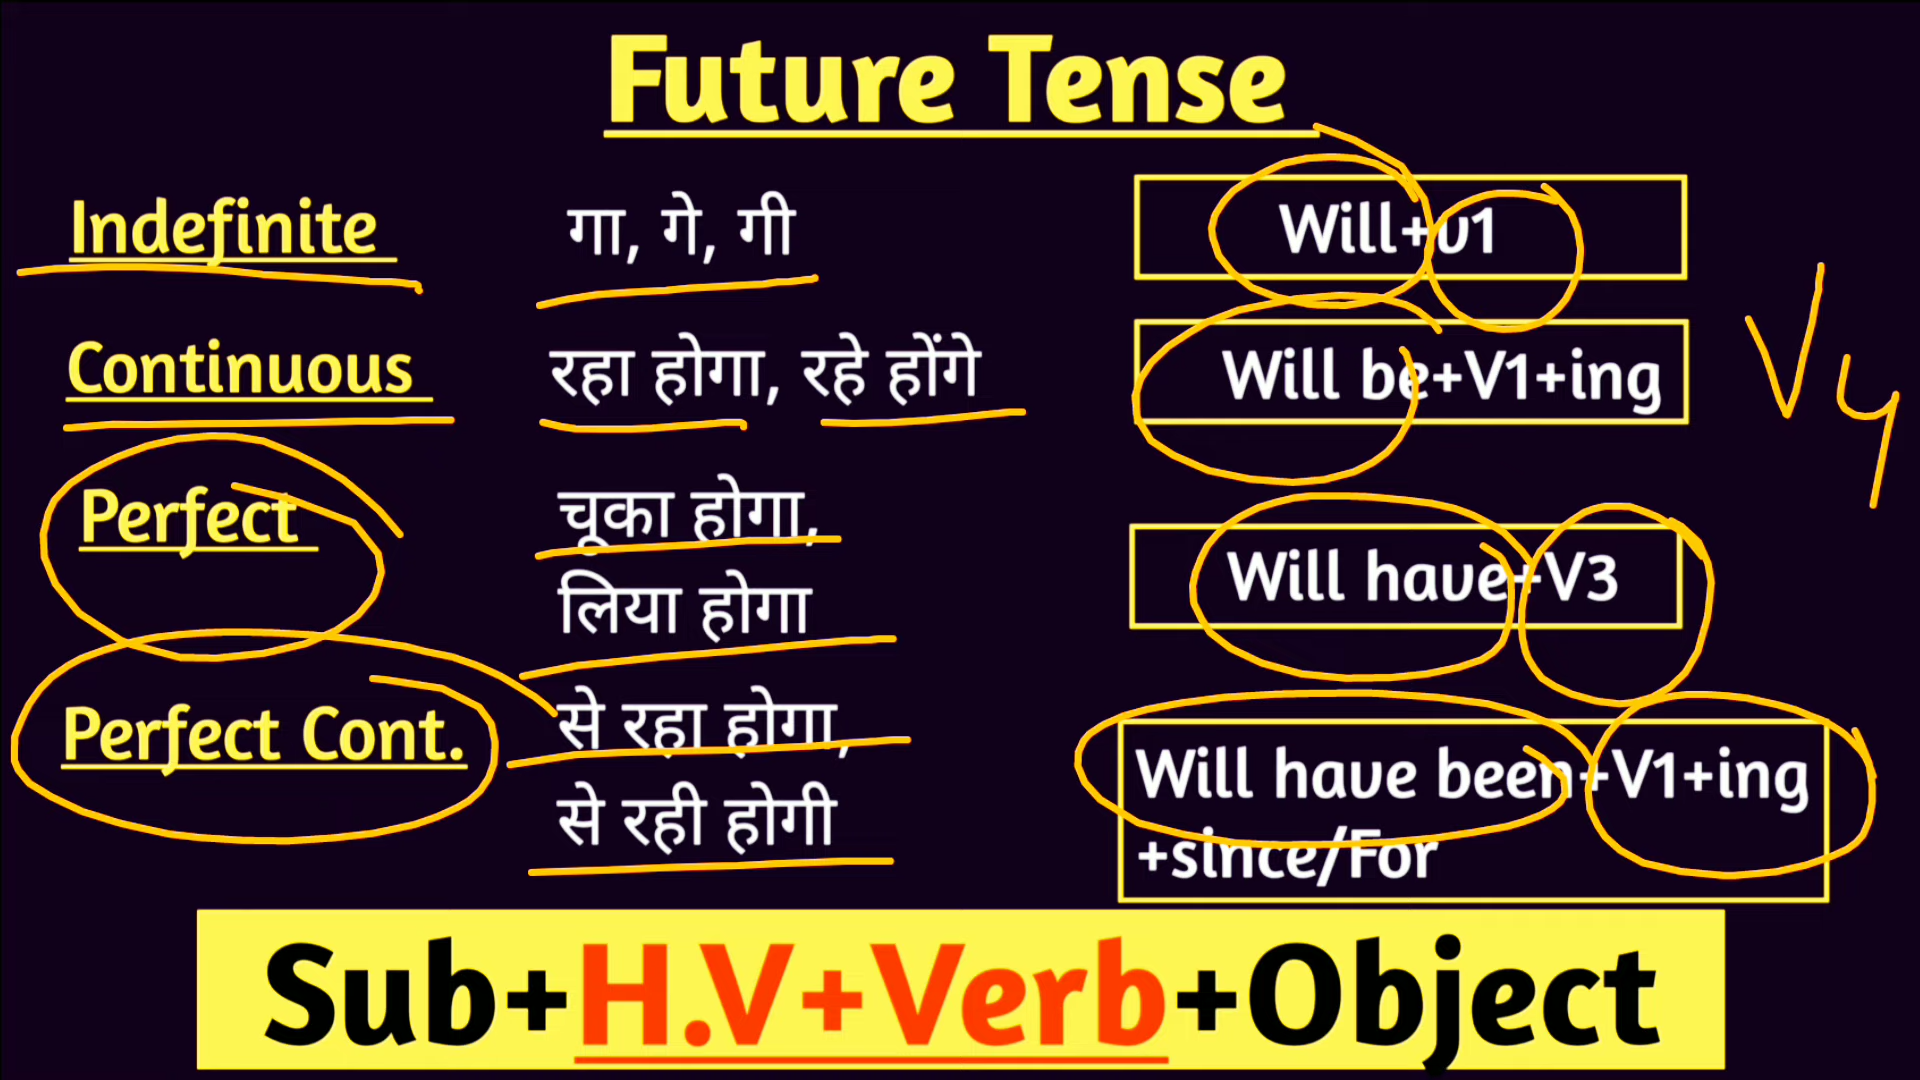 Future Tense
Indefinite गा, गे, गी Will+v1
Continuous रहा होगा, रहे होंगे Will be+V1+ing
V4
Perfect चूका होगा, Will have+V3
लिया होगा
Perfect Cont. से रहा होगा, Will have been+V1+ing
से रही होगी +since/For
Sub+H.V+Verb+Object